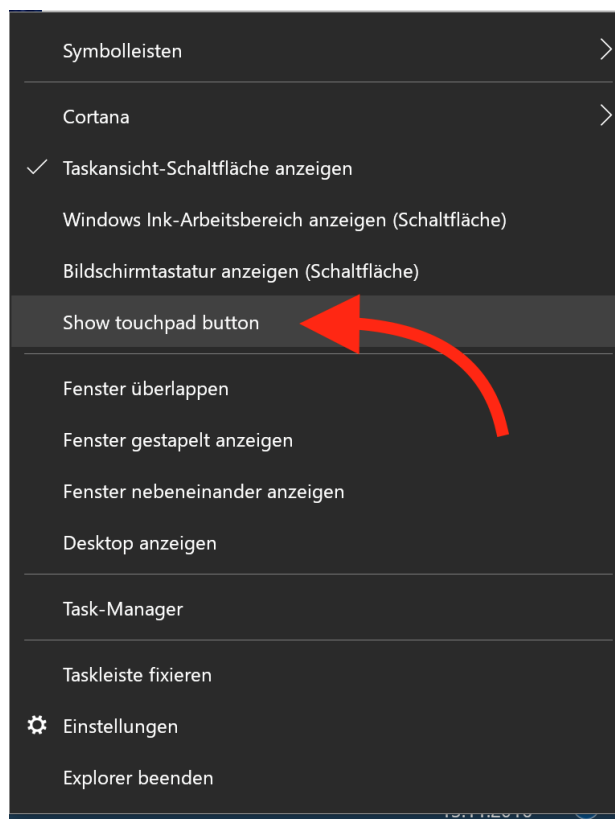 Symbolleisten
Cortana
Taskansicht-Schaltfläche anzeigen
Windows Ink-Arbeitsbereich anzeigen (Schaltfläche)
Bildschirmtastatur anzeigen (Schaltfläche)
Show touchpad button
Fenster überlappen
Fenster gestapelt anzeigen
Fenster nebeneinander anzeigen
Desktop anzeigen
Task-Manager
Taskleiste fixieren
Einstellungen
Explorer beenden